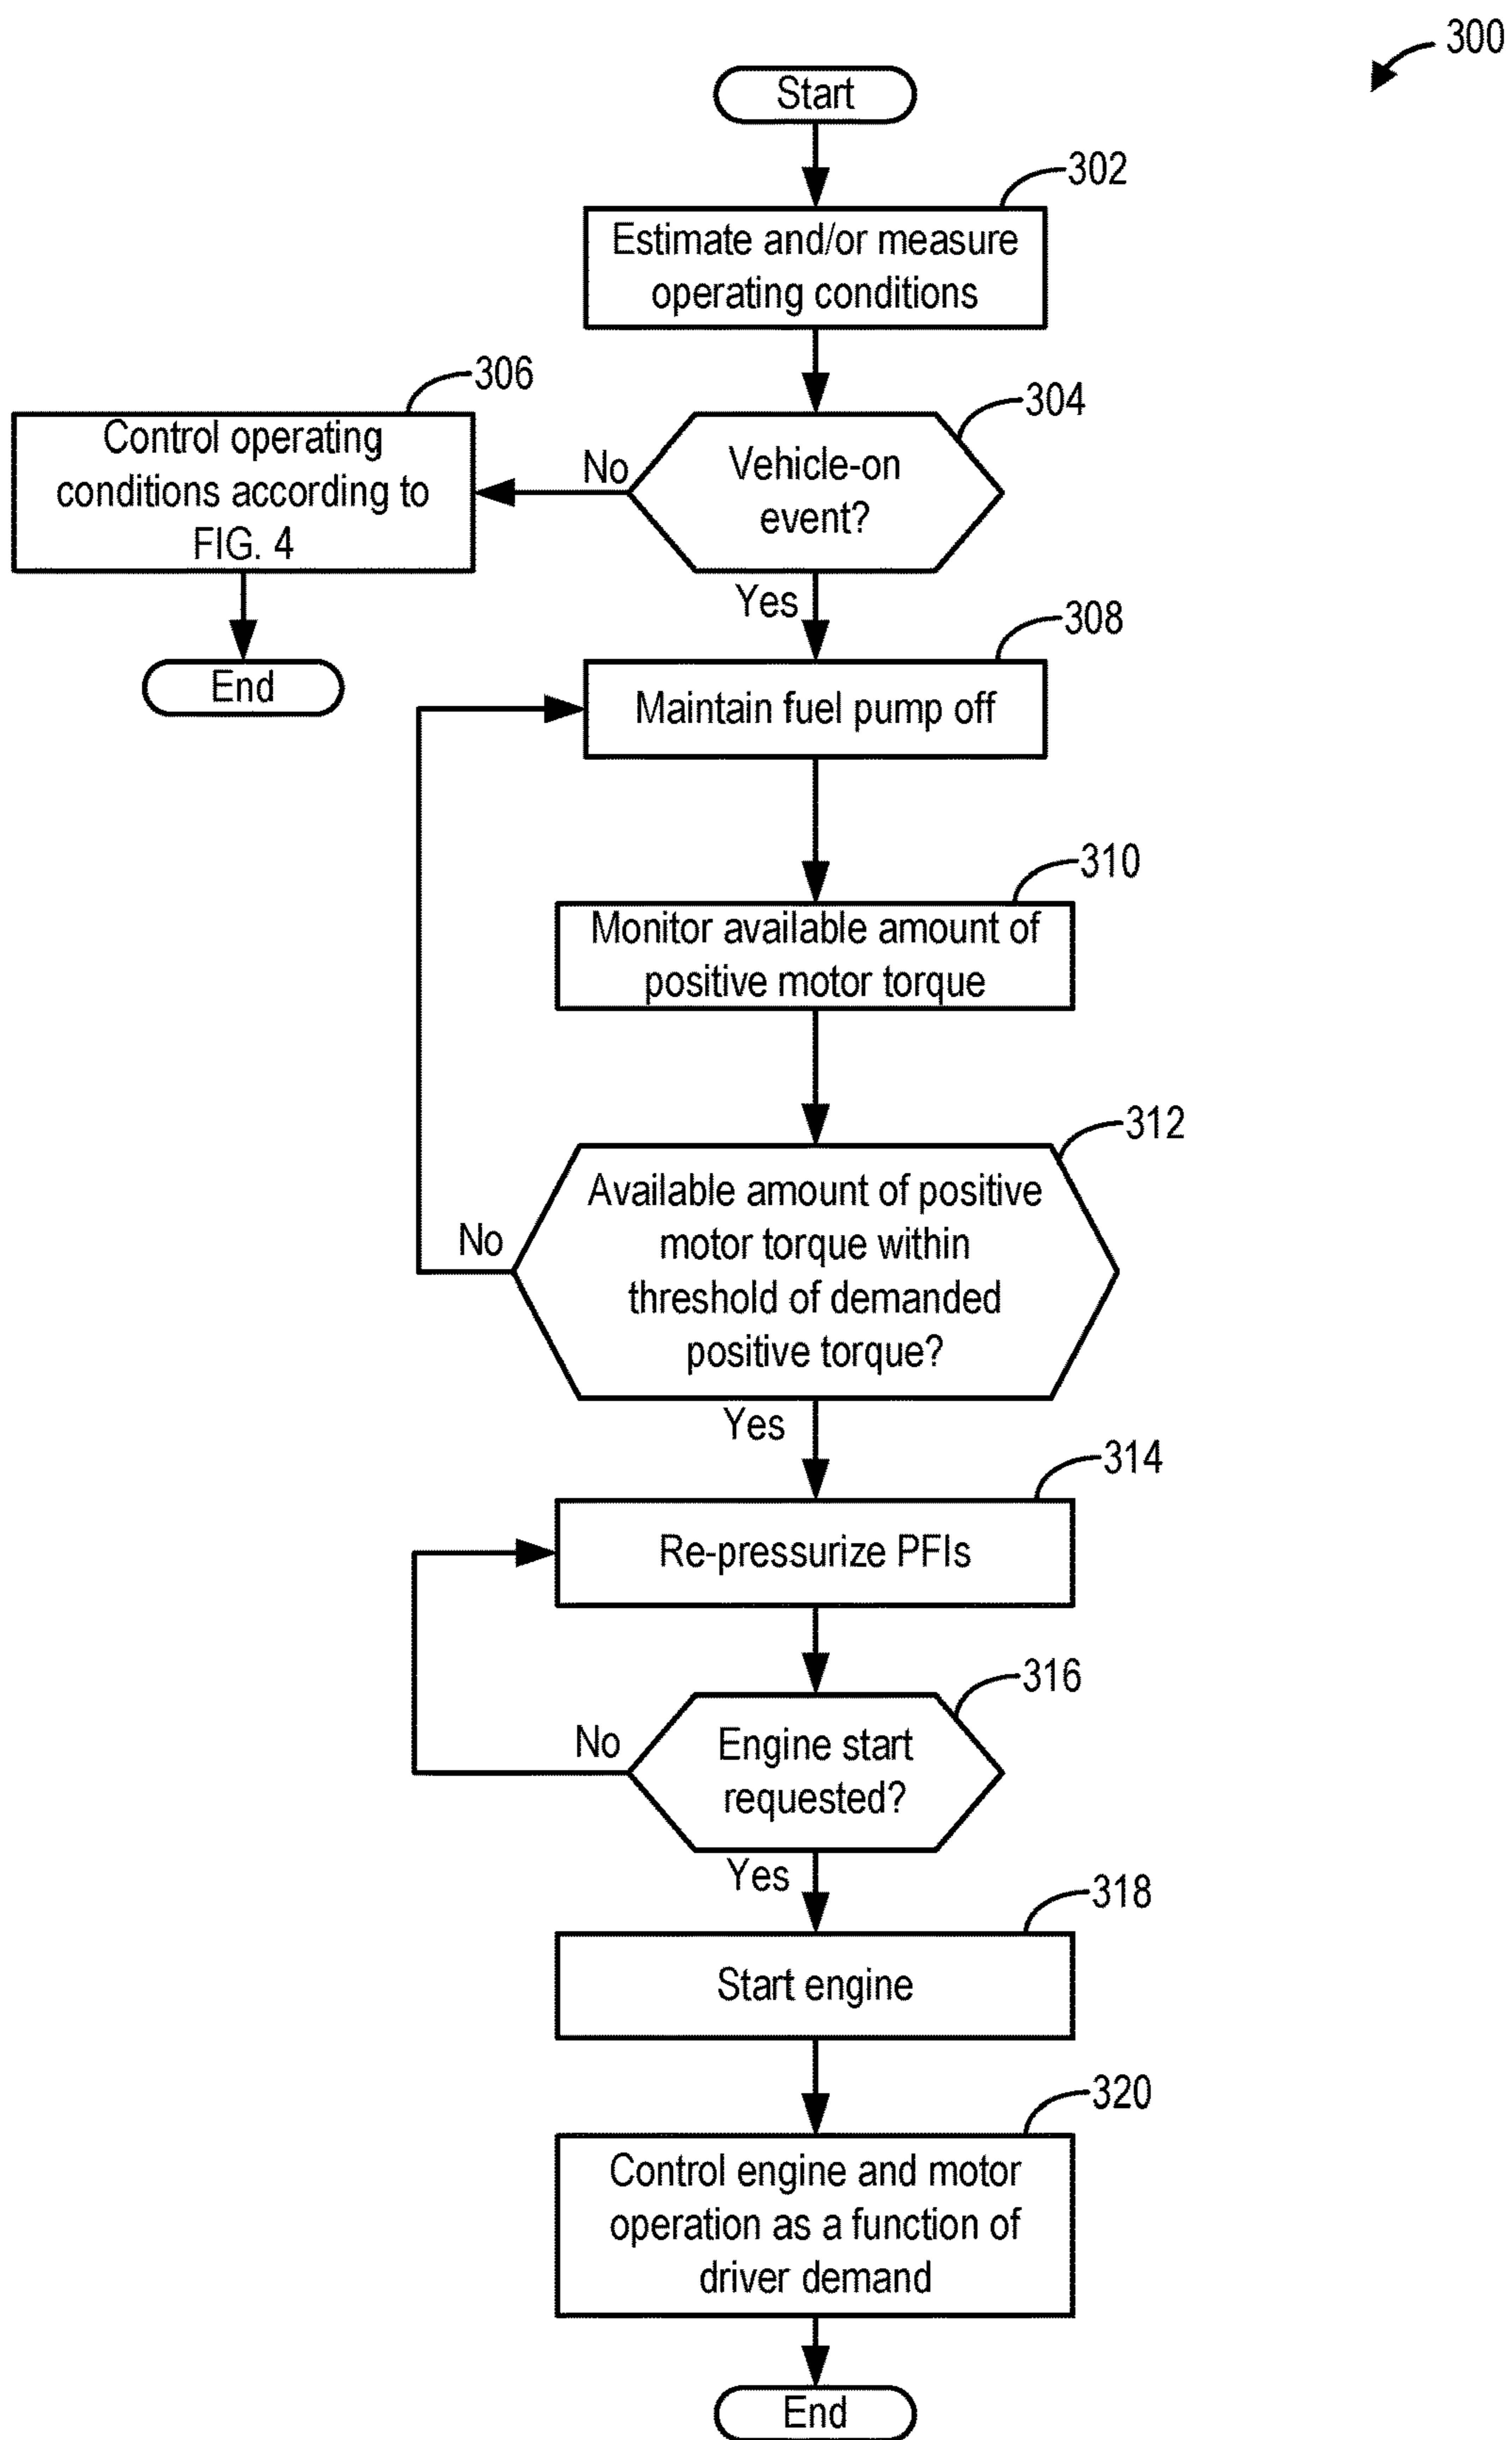 300
Start
302
Estimate and/or measure
operating conditions
304
Vehicle-on
event?
No
306
Control operating
conditions according to
FIG. 4
End
Yes
308
Maintain fuel pump off
310
Monitor available amount of
positive motor torque
312
Available amount of positive
motor torque within
threshold of demanded
positive torque?
No
Yes
314
Re-pressurize PFIs
316
Engine start
requested?
No
Yes
318
Start engine
320
Control engine and motor
operation as a function of
driver demand
End